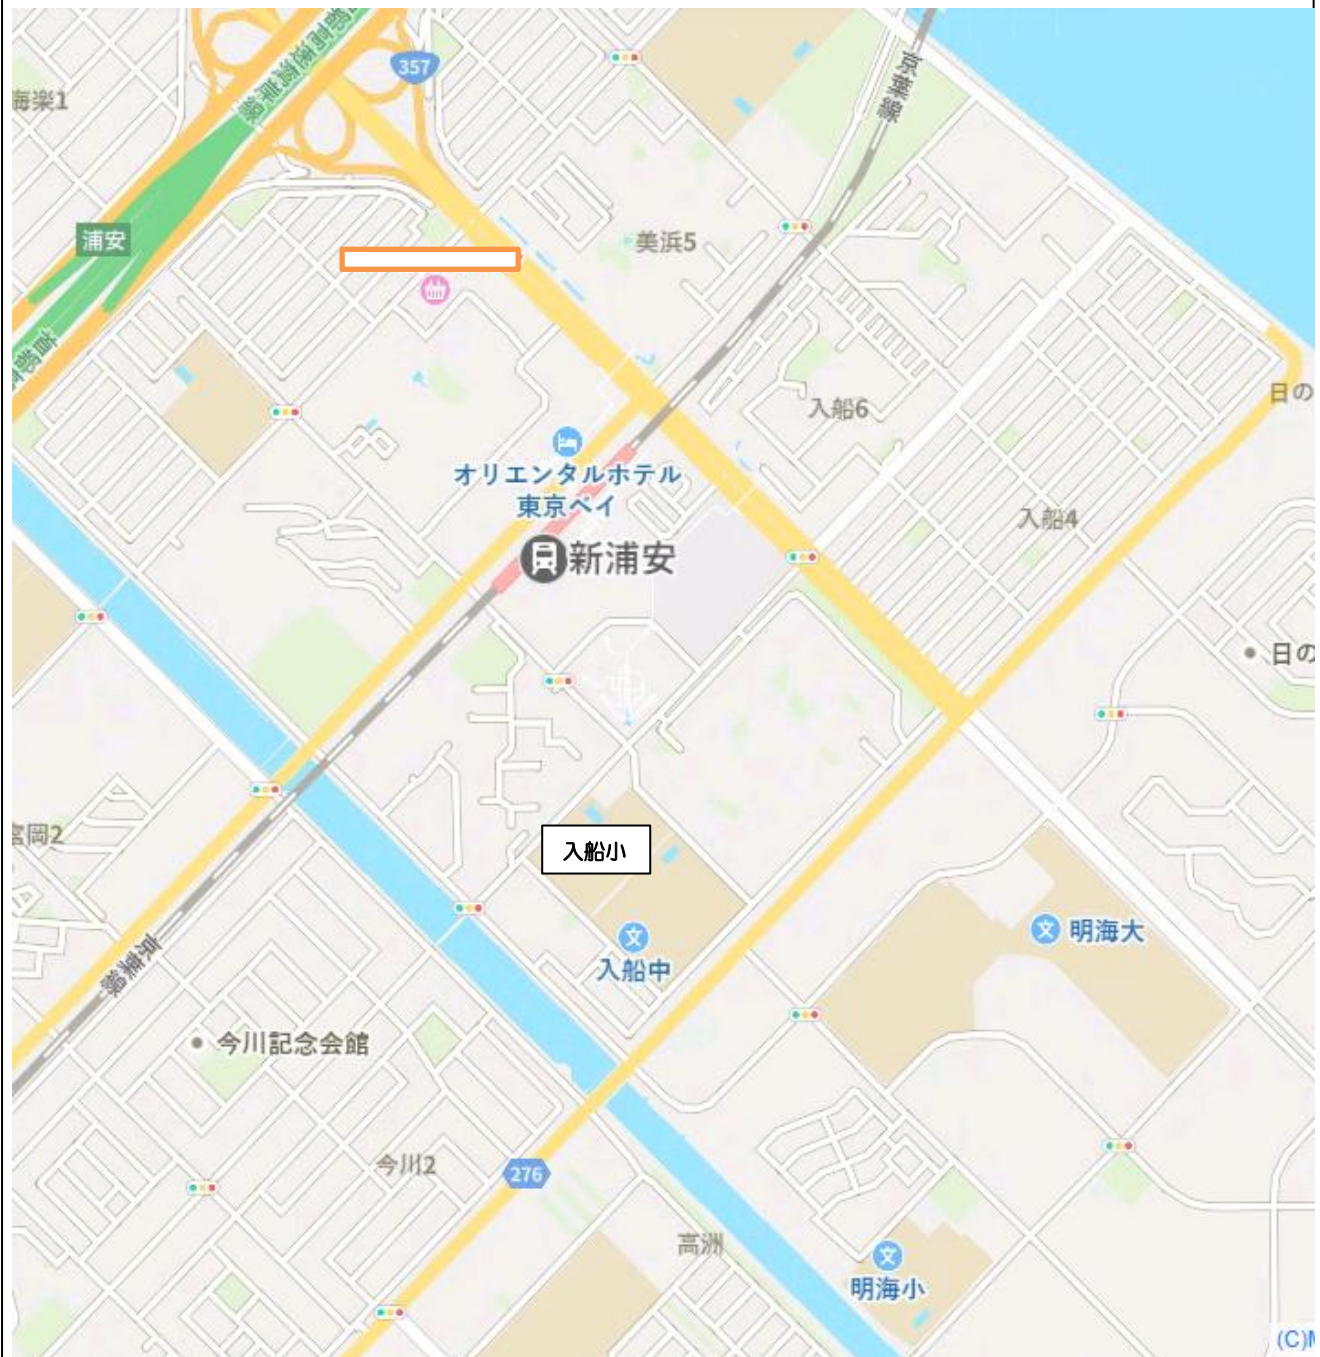 357
京葉線
海楽1
浦安
美浜5
日の
入船6
オリエンタルホテル
東京ベイ
入船4
新浦安
日の
富岡2
入船小
明海大
入船中
京葉線
今川記念会館
今川2
276
高洲
明海小
(C)